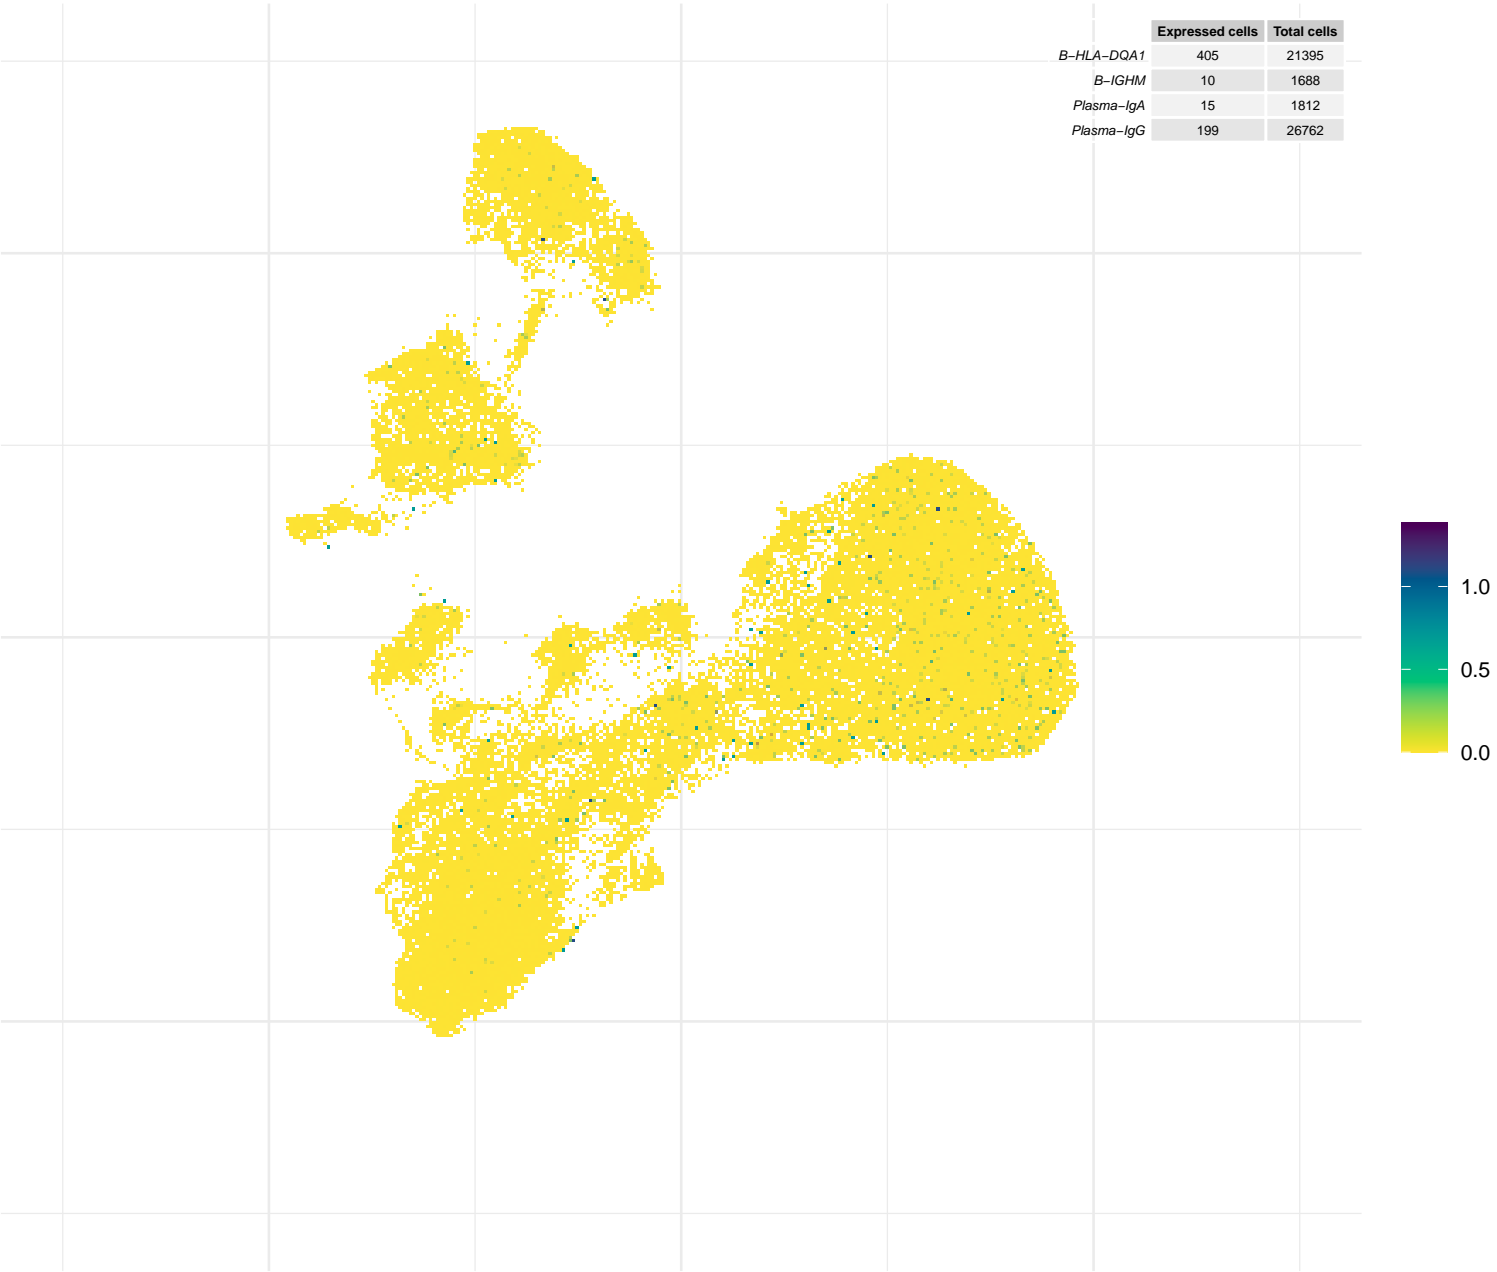 Expressed cells Total cells
B−HLA−DQA1 405 21395
B−IGHM 10 1688
Plasma−IgA 15 1812
Plasma−IgG 199 26762
1.0
0.5
0.0